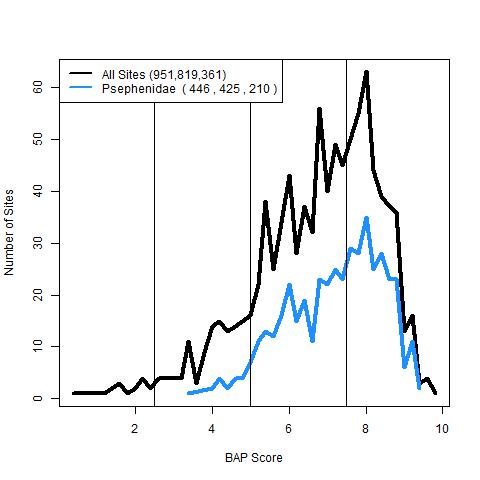 All Sites (951,819,361)
Psephenidae ( 446 , 425 , 210 )
Number of Sites
60
50
40
30
20
10
0
2 4 6 8 10
BAP Score